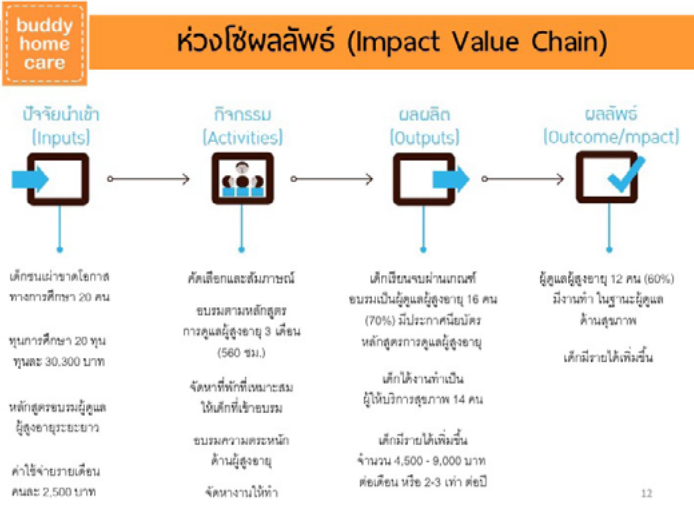 buddy
home
care
ห่วงโซ่ผลลัพธ์ (Impact Value Chain)
ปัจจัยนำเข้า
(Inputs)
เด็กชนเผ่าขาดโอกาส
ทางการศึกษา 20 คน
ทุนการศึกษา 20 ทุน
ทุนละ 30,300 บาท
หลักสูตรอบรมผู้ดูแล
ผู้สูงอายุระยะยาว
ค่าใช้จ่ายรายเดือน
คนละ 2,500 บาท
กิจกรรม
(Activities)
คัดเลือกและสัมภาษณ์
อบรมตามหลักสูตร
การดูแลผู้สูงอายุ 3 เดือน
(560 ชม.)
จัดหาที่พักที่เหมาะสม
ให้เด็กที่เข้าอบรม
อบรมความตระหนัก
ด้านผู้สูงอายุ
จัดหางานให้ทำ
ผลผลิต
(Outputs)
เด็กเรียนจบผ่านเกณฑ์
อบรมเป็นผู้ดูแลผู้สูงอายุ 16 คน
(70%) มีประกาศนียบัตร
หลักสูตรการดูแลผู้สูงอายุ
เด็กได้งานทำเป็น
ผู้ให้บริการสุขภาพ 14 คน
เด็กมีรายได้เพิ่มขึ้น
จำนวน 4,500 - 9,000 บาท
ต่อเดือน หรือ 2-3 เท่า ต่อปี
ผลลัพธ์
(Outcome/mpact)
ผู้ดูแลผู้สูงอายุ 12 คน (60%)
มีงานทำ ในฐานะผู้ดูแล
ด้านสุขภาพ
เด็กมีรายได้เพิ่มขึ้น
12